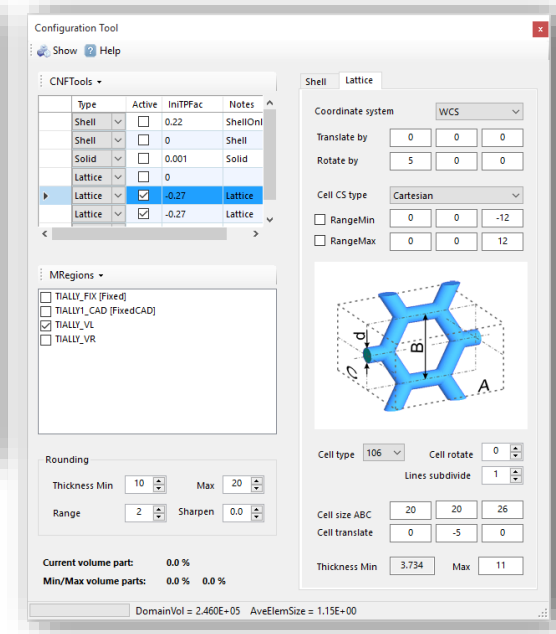 Configuration Tool
x
Show ? Help
CNFTools
Type Active IniTPFac Notes
Shell 0.22 ShellOnl
Shell 0 Shell
Solid 0.001 Solid
Lattice 0
Lattice -0.27 Lattice
Lattice -0.27 Lattice
MRegions
TIALLY_FIX [Fixed]
TIALLY1_CAD [FixedCAD]
TIALLY_VL
TIALLY_VR
Rounding
Thickness Min 10 Max 20
Range 2 Sharpen 0.0
Current volume part: 0.0 %
Min/Max volume parts: 0.0 % 0.0 %
Shell Lattice
Coordinate system WCS
Translate by 0 0 0
Rotate by 5 0 0
Cell CS type Cartesian
RangeMin 0 0 -12
RangeMax 0 0 12
d B C A
Cell type 106 Cell rotate 0
Lines subdivide 1
Cell size ABC 20 20 26
Cell translate 0 -5 0
Thickness Min 3.734 Max 11
DomainVol = 2.460E+05 AveElemSize = 1.15E+00